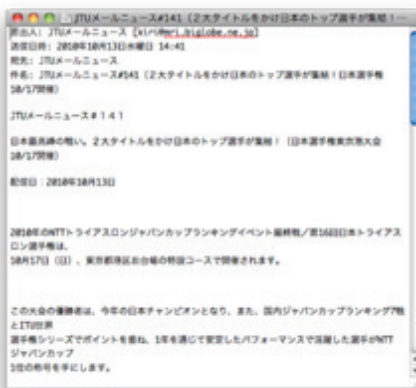 JTUメールニュース#141（２大タイトルをかけ日本のトップ選手が集結！―
差出人: JTUメールニュース [kiri@mri.biglobe.ne.jp]
送信日時: 2010年10月13日水曜日 14:41
宛先: JTUメールニュース
件名: JTUメールニュース#141（２大タイトルをかけ日本のトップ選手が集結！日本選手権
10/17開催）
JTUメールニュース＃１４１
日本最高峰の戦い。２大タイトルをかけ日本のトップ選手が集結！（日本選手権東京港大会
10/17開催）
配信日：2010年10月13日
2010年のNTTトライアスロンジャパンカップランキングイベント最終戦／第16回日本トライアス
ロン選手権は、
10月17日（日）、東京都港区お台場の特設コースで開催されます。
この大会の優勝者は、今年の日本チャンピオンとなり、また、国内ジャパンカップランキング7戦
とITU世界
選手権シリーズでポイントを重ね、1年を通じて安定したパフォーマンスで活躍した選手がNTT
ジャパンカップ
1位の称号を手にします。